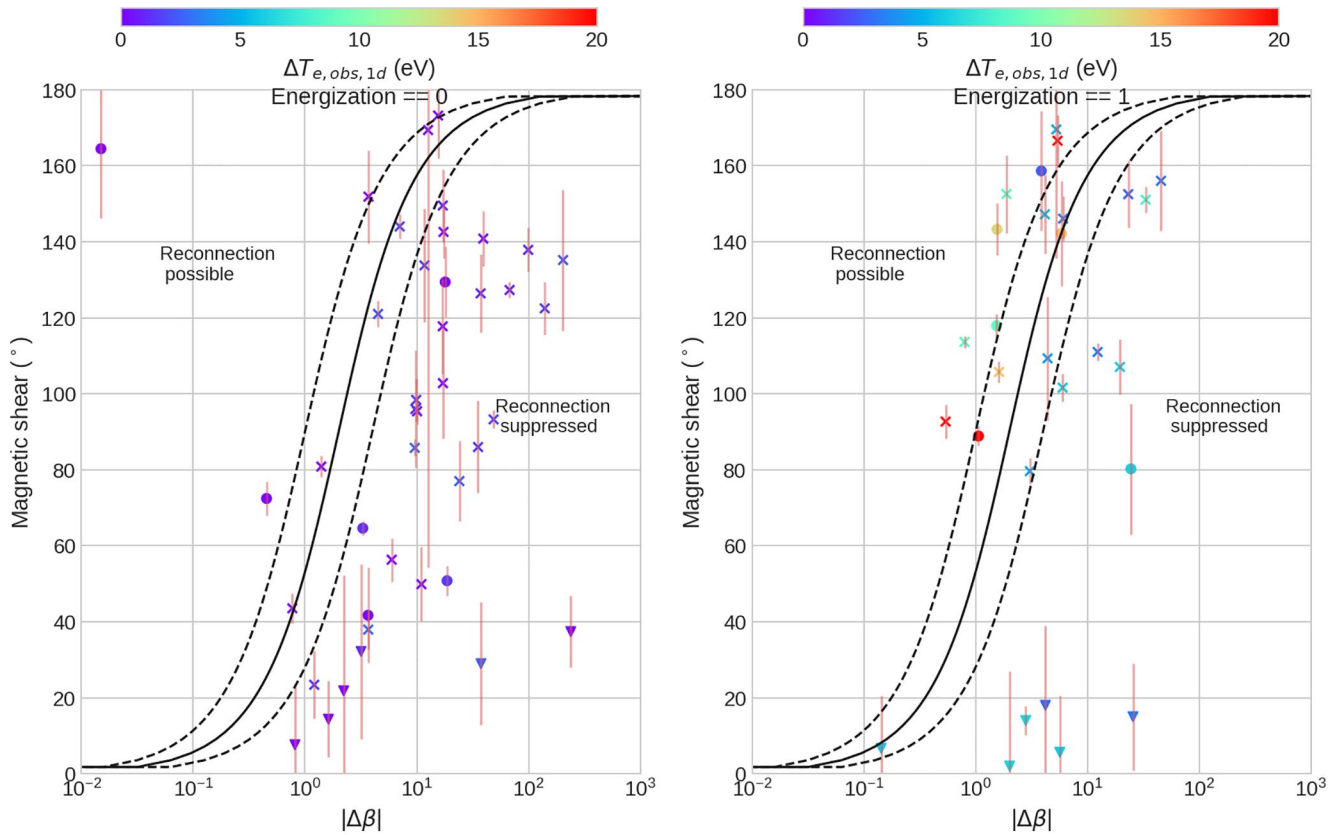 0 5 10 15 20
ΔT_{e, obs, 1d} (eV)
Energization == 0
180
160
140
120
100
80
60
40
20
0
Magnetic shear (°)
Reconnection
possible
Reconnection
suppressed
10^{-2} 10^{-1} 10^{0} 10^{1} 10^{2} 10^{3}
|Δβ|
0 5 10 15 20
ΔT_{e, obs, 1d} (eV)
Energization == 1
180
160
140
120
100
80
60
40
20
0
Magnetic shear (°)
Reconnection
possible
Reconnection
suppressed
10^{-2} 10^{-1} 10^{0} 10^{1} 10^{2} 10^{3}
|Δβ|